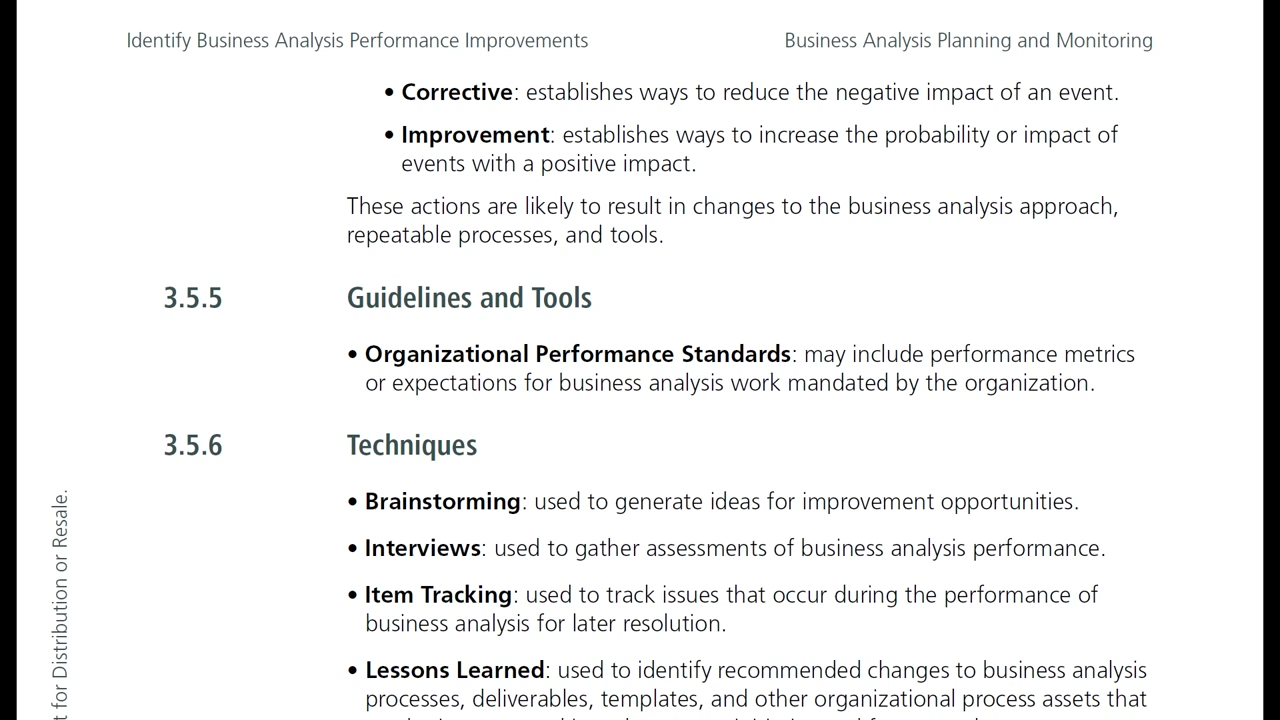 Identify Business Analysis Performance Improvements
Business Analysis Planning and Monitoring
• Corrective: establishes ways to reduce the negative impact of an event.
• Improvement: establishes ways to increase the probability or impact of
events with a positive impact.
These actions are likely to result in changes to the business analysis approach,
repeatable processes, and tools.
3.5.5 Guidelines and Tools
• Organizational Performance Standards: may include performance metrics
or expectations for business analysis work mandated by the organization.
3.5.6 Techniques
• Brainstorming: used to generate ideas for improvement opportunities.
• Interviews: used to gather assessments of business analysis performance.
• Item Tracking: used to track issues that occur during the performance of
business analysis for later resolution.
• Lessons Learned: used to identify recommended changes to business analysis
processes, deliverables, templates, and other organizational process assets that
t for Distribution or Resale.